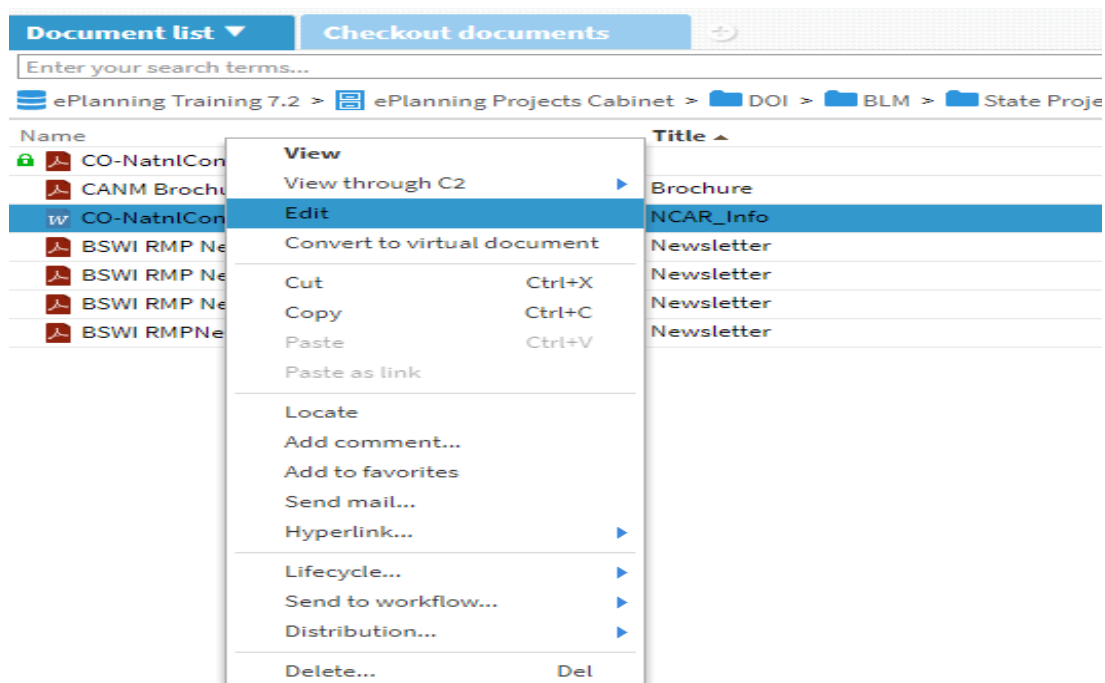 Document list Checkout documents
Enter your search terms...
ePlanning Training 7.2 > ePlanning Projects Cabinet > DOI > BLM > State Proje
Name Title
CO-NatnlCon
CANM Brochu Brochure
CO-NatnlCon NCAR_Info
BSWI RMP Ne Newsletter
BSWI RMP Ne Newsletter
BSWI RMP Ne Newsletter
BSWI RMPNe Newsletter
View
View through C2
Edit
Convert to virtual document
Cut Ctrl+X
Copy Ctrl+C
Paste Ctrl+V
Paste as link
Locate
Add comment...
Add to favorites
Send mail...
Hyperlink...
Lifecycle...
Send to workflow...
Distribution...
Delete... Del